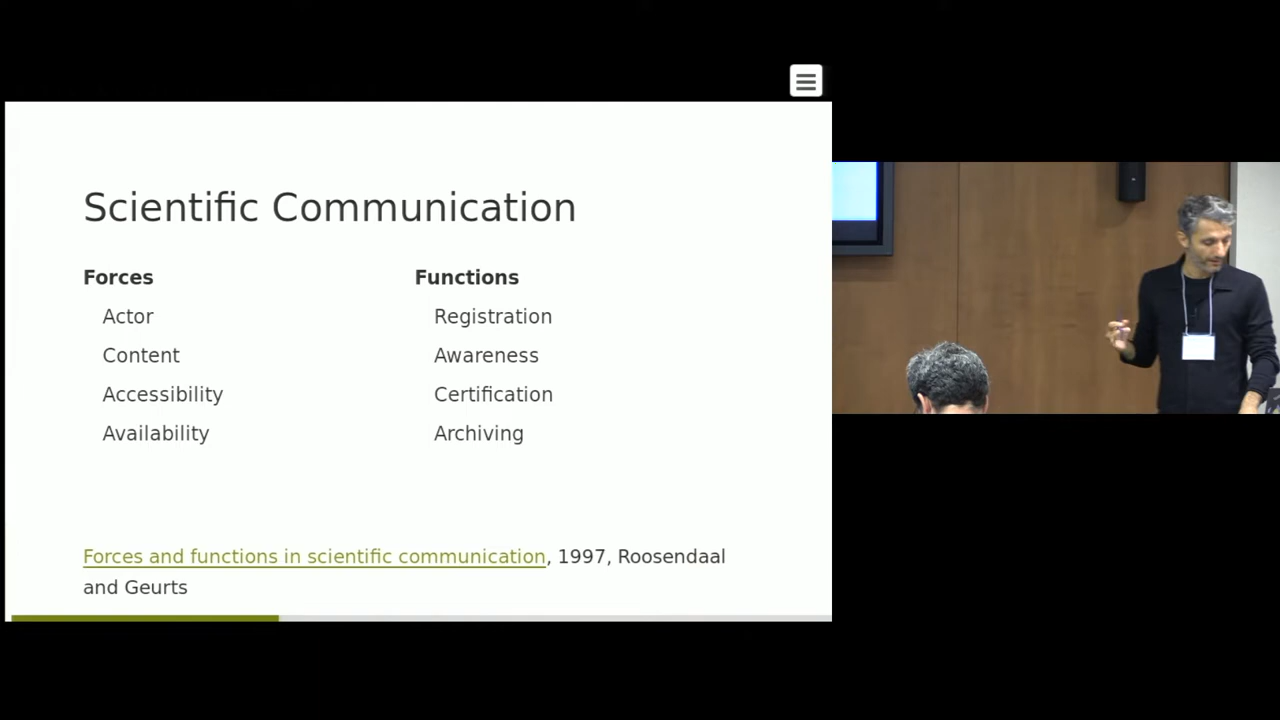 Scientific Communication
Forces
Actor
Content
Accessibility
Availability
Functions
Registration
Awareness
Certification
Archiving
Forces and functions in scientific communication, 1997, Roosendaal
and Geurts